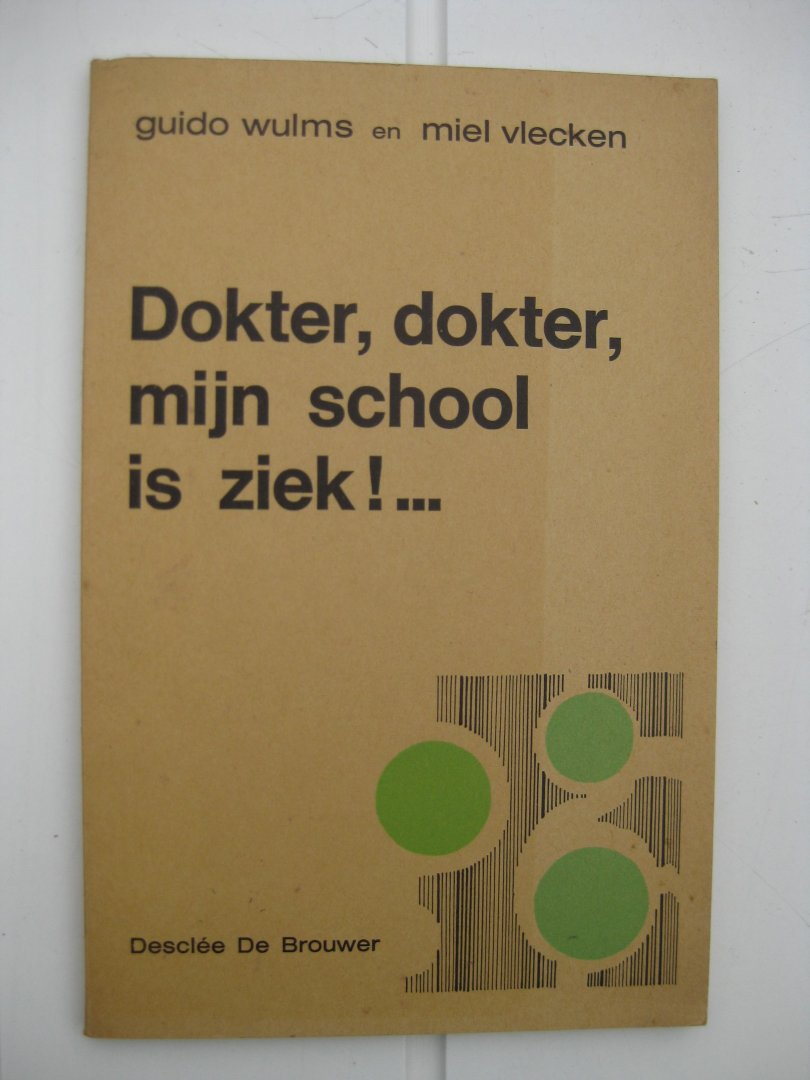 guido wulms en miel vlecken
Dokter, dokter,
mijn school
is ziek!...
Desclée De Brouwer